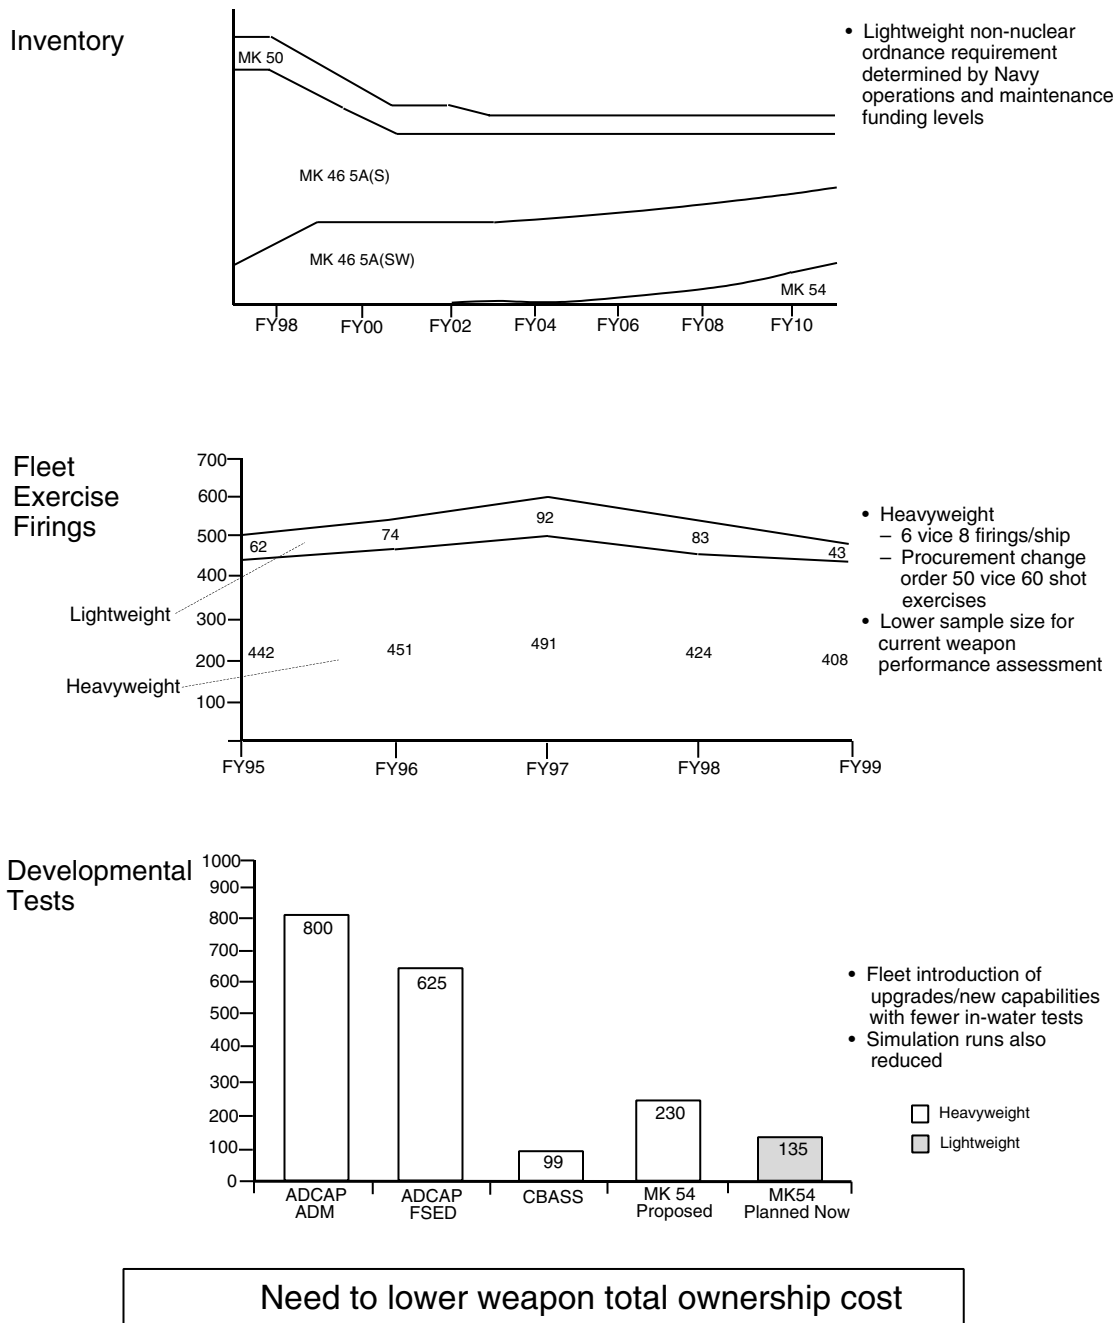 Inventory
MK 50
MK 46 5A(S)
MK 46 5A(SW)
MK 54
FY98
FY00
FY02
FY04
FY06
FY08
FY10
• Lightweight non-nuclear
ordnance requirement
determined by Navy
operations and maintenance
funding levels
Fleet
Exercise
Firings
700
600
500
400
300
200
100
62
74
92
83
43
Lightweight
442
451
491
424
408
Heavyweight
FY95
FY96
FY97
FY98
FY99
• Heavyweight
– 6 vice 8 firings/ship
– Procurement change
order 50 vice 60 shot
exercises
• Lower sample size for
current weapon
performance assessment
Developmental
Tests
1000
900
800
700
600
500
400
300
200
100
0
800
625
99
230
135
ADCAP
ADM
ADCAP
FSED
CBASS
MK 54
Proposed
MK54
Planned Now
• Fleet introduction of
upgrades/new capabilities
with fewer in-water tests
• Simulation runs also
reduced
Heavyweight
Lightweight
Need to lower weapon total ownership cost